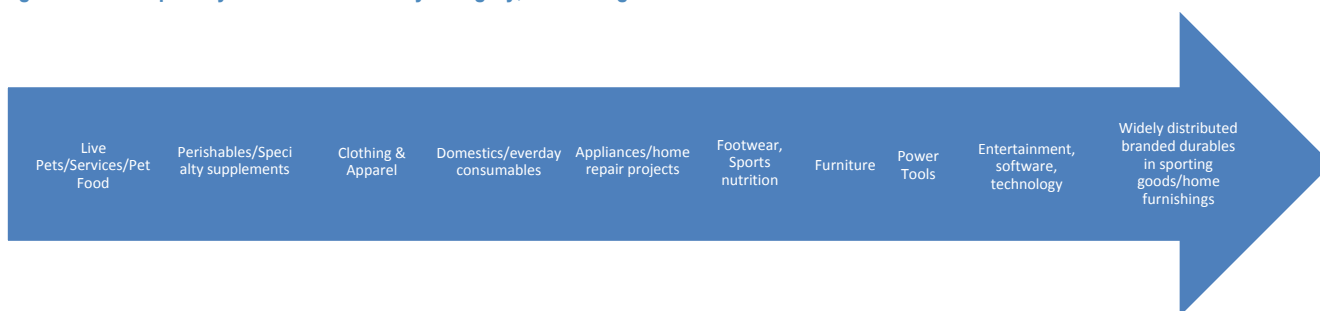 Live
Pets/Services/Pet
Food
Perishables/Speci
alty supplements
Clothing &
Apparel
Domestics/everday
consumables
Appliances/home
repair projects
Footwear,
Sports
nutrition
Furniture
Power
Tools
Entertainment,
software,
technology
Widely distributed
branded durables
in sporting
goods/home
furnishings